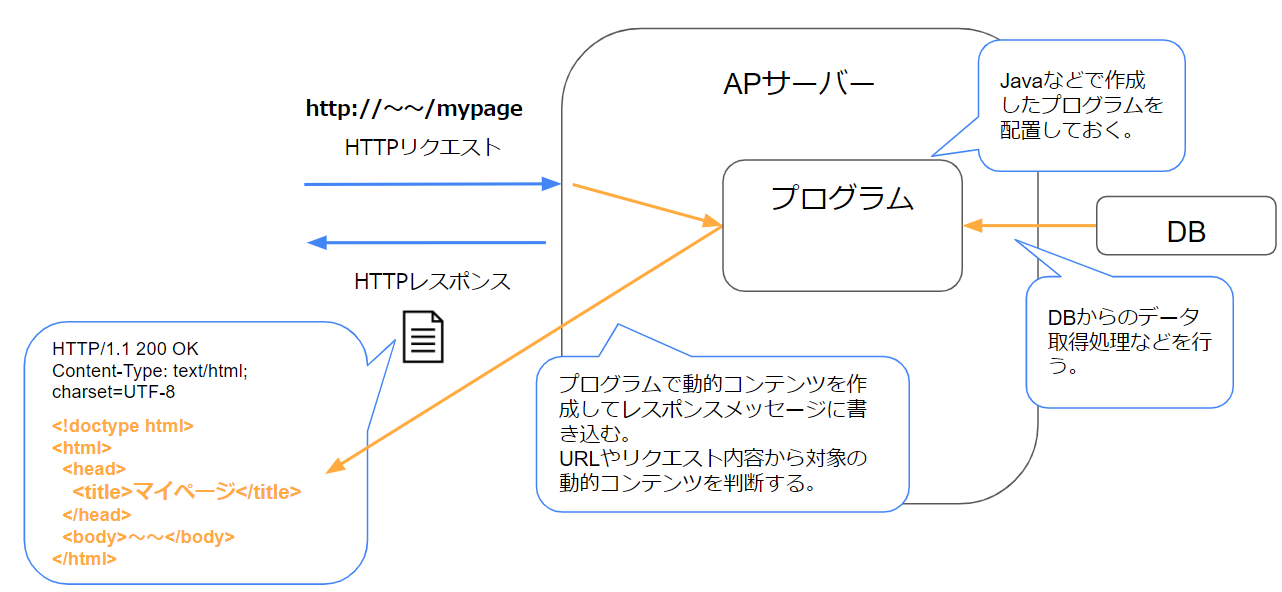 APサーバー
Javaなどで作成
したプログラムを
配置しておく。
http://~~/mypage
HTTPリクエスト
プログラム
DB
HTTPレスポンス
DBからのデータ
取得処理などを行
う。
HTTP/1.1 200 OK
Content-Type: text/html;
charset=UTF-8
<!doctype html>
<html>
<head>
<title>マイページ</title>
</head>
<body>~~</body>
</html>
プログラムで動的コンテンツを作
成してレスポンスメッセージに書
き込む。
URLやリクエスト内容から対象の
動的コンテンツを判断する。